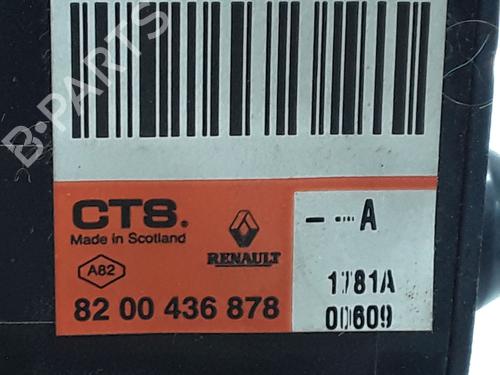 B-PARTS
CTS.
Made in Scotland
A82
RENAULT
82 00 436 878
- - A
1781A
00609